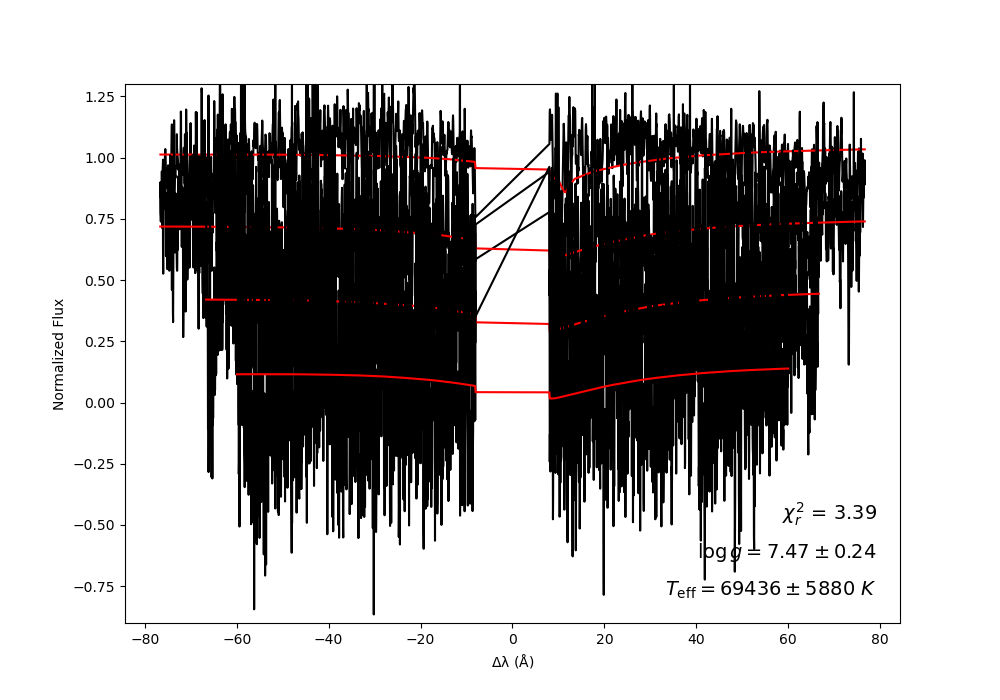 1.25
1.00
0.75
0.50
0.25
0.00
−0.25
−0.50
−0.75
Normalized Flux
χ²ᵣ = 3.39
log g = 7.47 ± 0.24
T_eff = 69436 ± 5880 K
−80 −60 −40 −20 0 20 40 60 80
Δλ (Å)